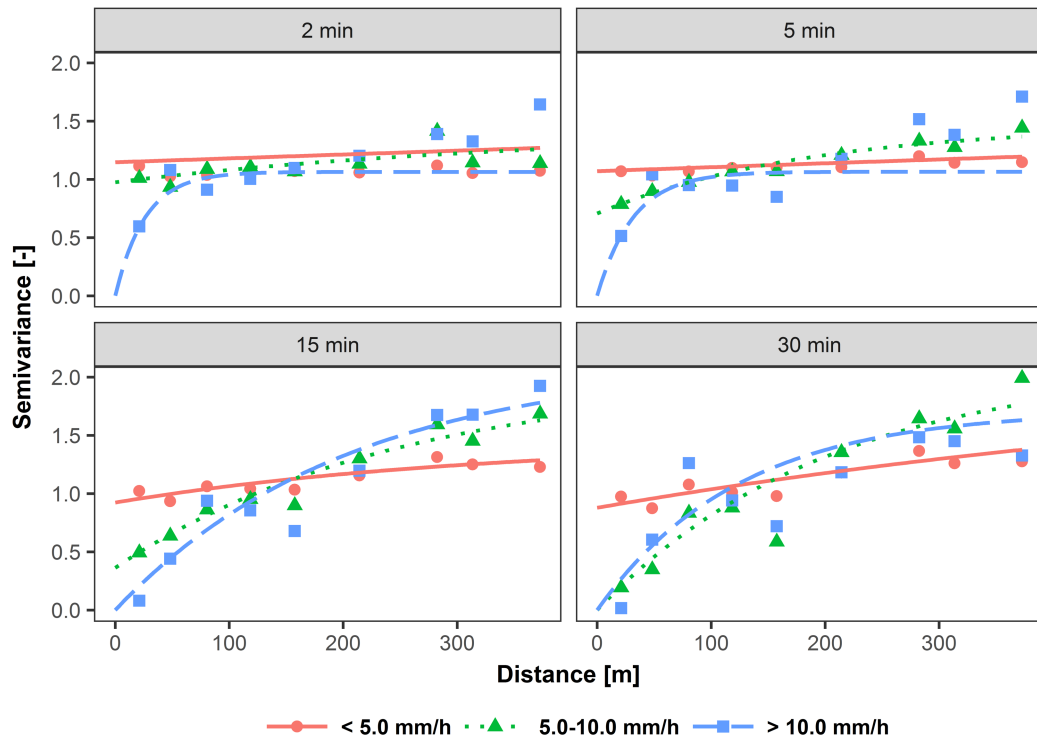 2 min
5 min
2.0
1.5
1.0
0.5
0.0
15 min
30 min
2.0
1.5
1.0
0.5
0.0
Semivariance [-]
0
100
200
300
0
100
200
300
Distance [m]
< 5.0 mm/h
5.0-10.0 mm/h
> 10.0 mm/h